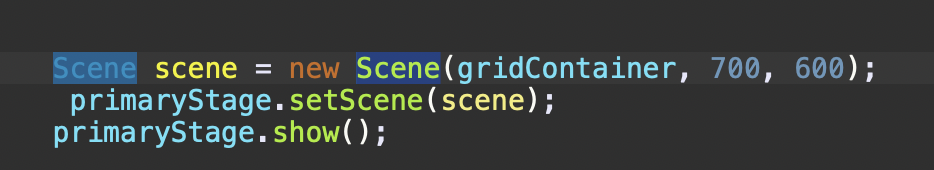 Scene scene = new Scene(gridContainer, 700, 600);
 primaryStage.setScene(scene);
primaryStage.show();